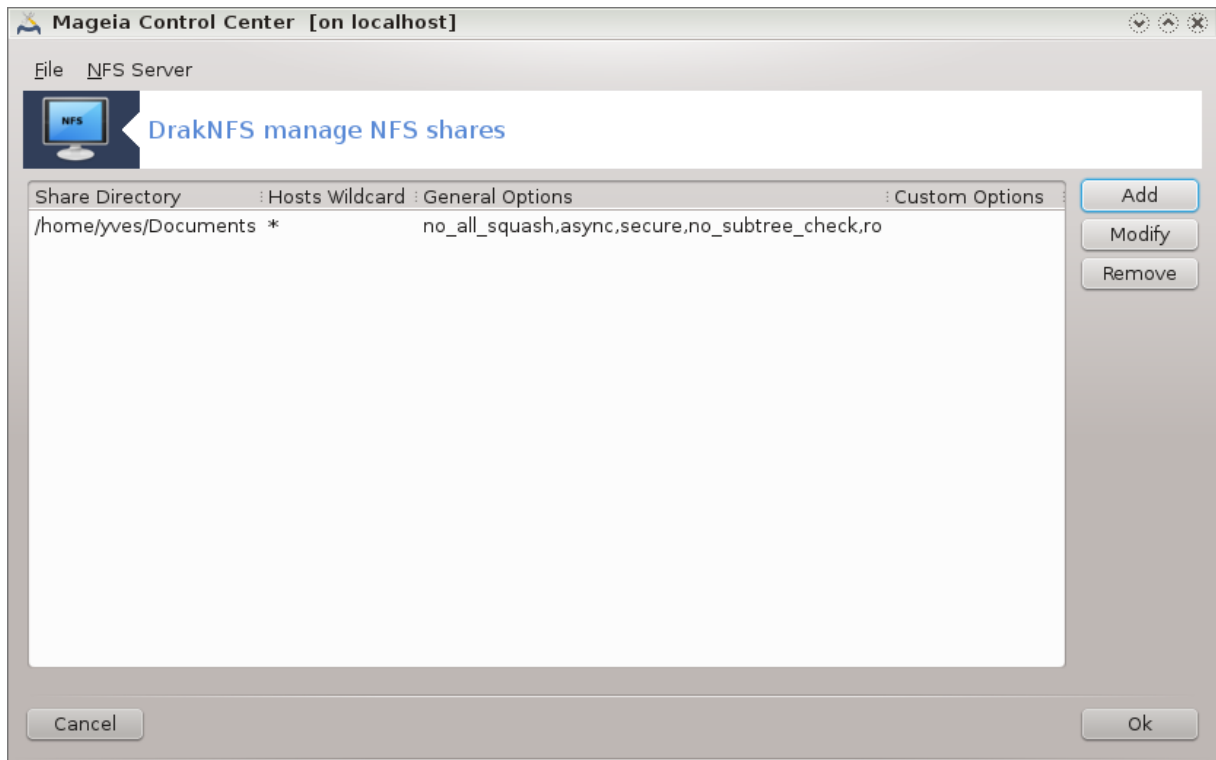 Mageia Control Center [on localhost]
File NFS Server
NFS
DrakNFS manage NFS shares
Share Directory Hosts Wildcard General Options Custom Options
/home/yves/Documents * no_all_squash,async,secure,no_subtree_check,ro
Add
Modify
Remove
Cancel Ok